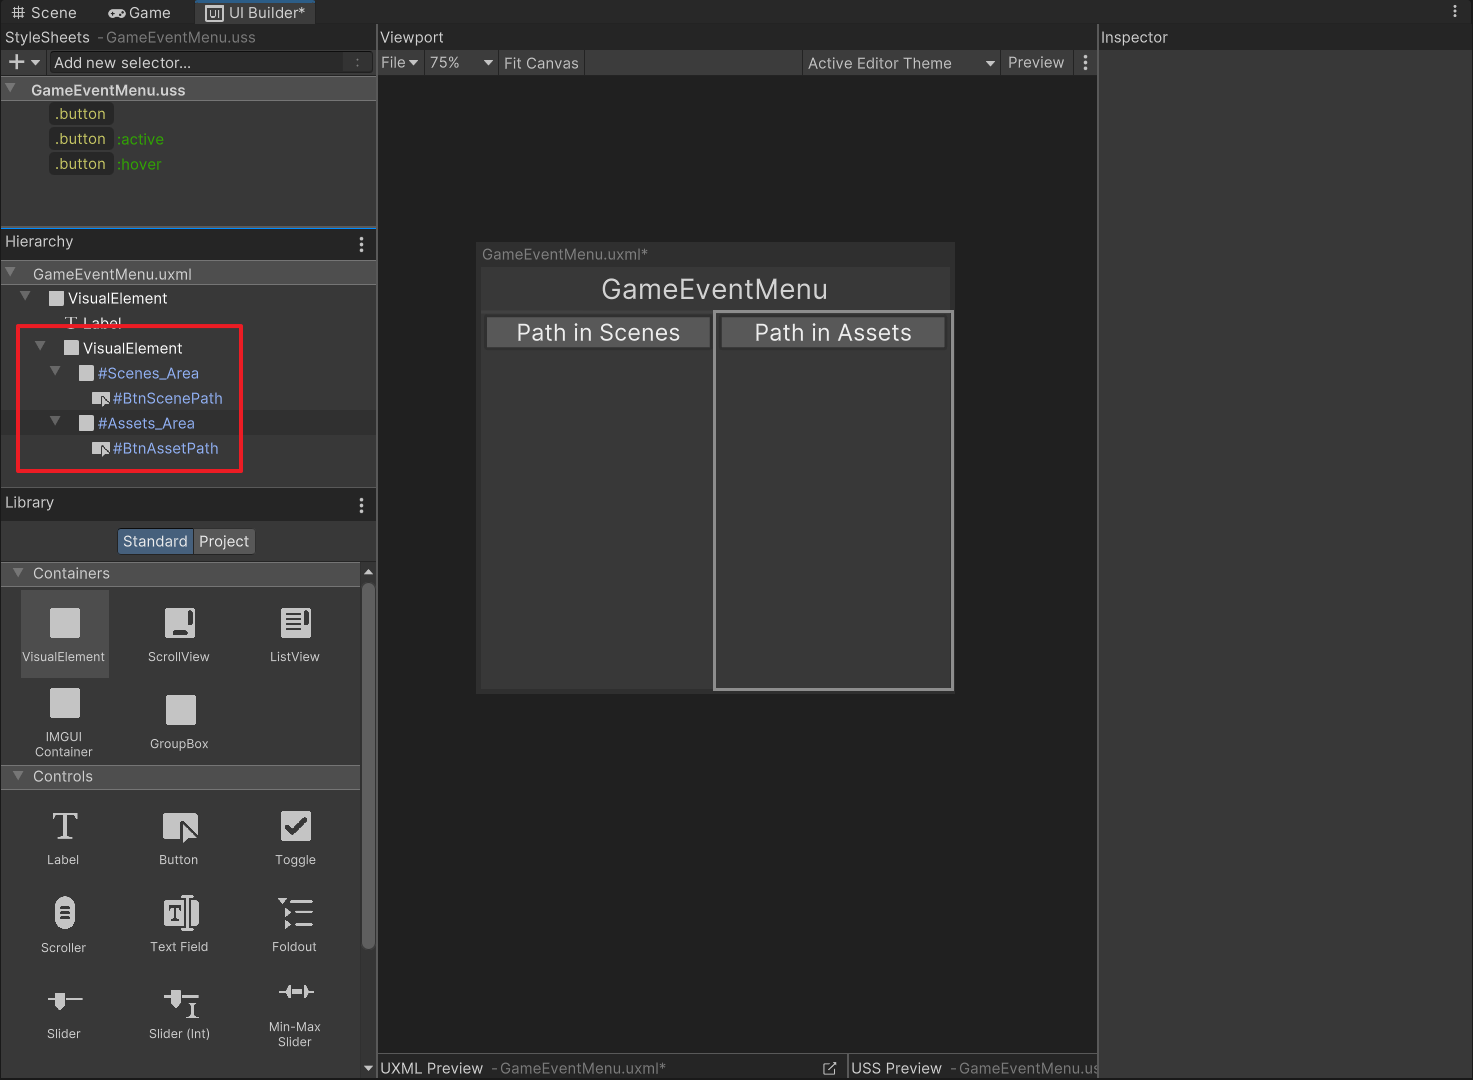 Scene
Game
UI Builder*
StyleSheets - GameEventMenu.uss
Add new selector...
GameEventMenu.uss
.button
.button :active
.button :hover
Hierarchy
GameEventMenu.uxml
VisualElement
Label
VisualElement
#Scenes_Area
#BtnScenePath
#Assets_Area
#BtnAssetPath
Library
Standard Project
Containers
VisualElement
ScrollView
ListView
IMGUI
Container
GroupBox
Controls
Label
Button
Toggle
Scroller
Text Field
Foldout
Slider
Slider (Int)
Min-Max
Slider
Viewport
File 75% Fit Canvas
Active Editor Theme
Preview
GameEventMenu.uxml*
GameEventMenu
Path in Scenes
Path in Assets
UXML Preview - GameEventMenu.uxml*
USS Preview - GameEventMenu.us
Inspector